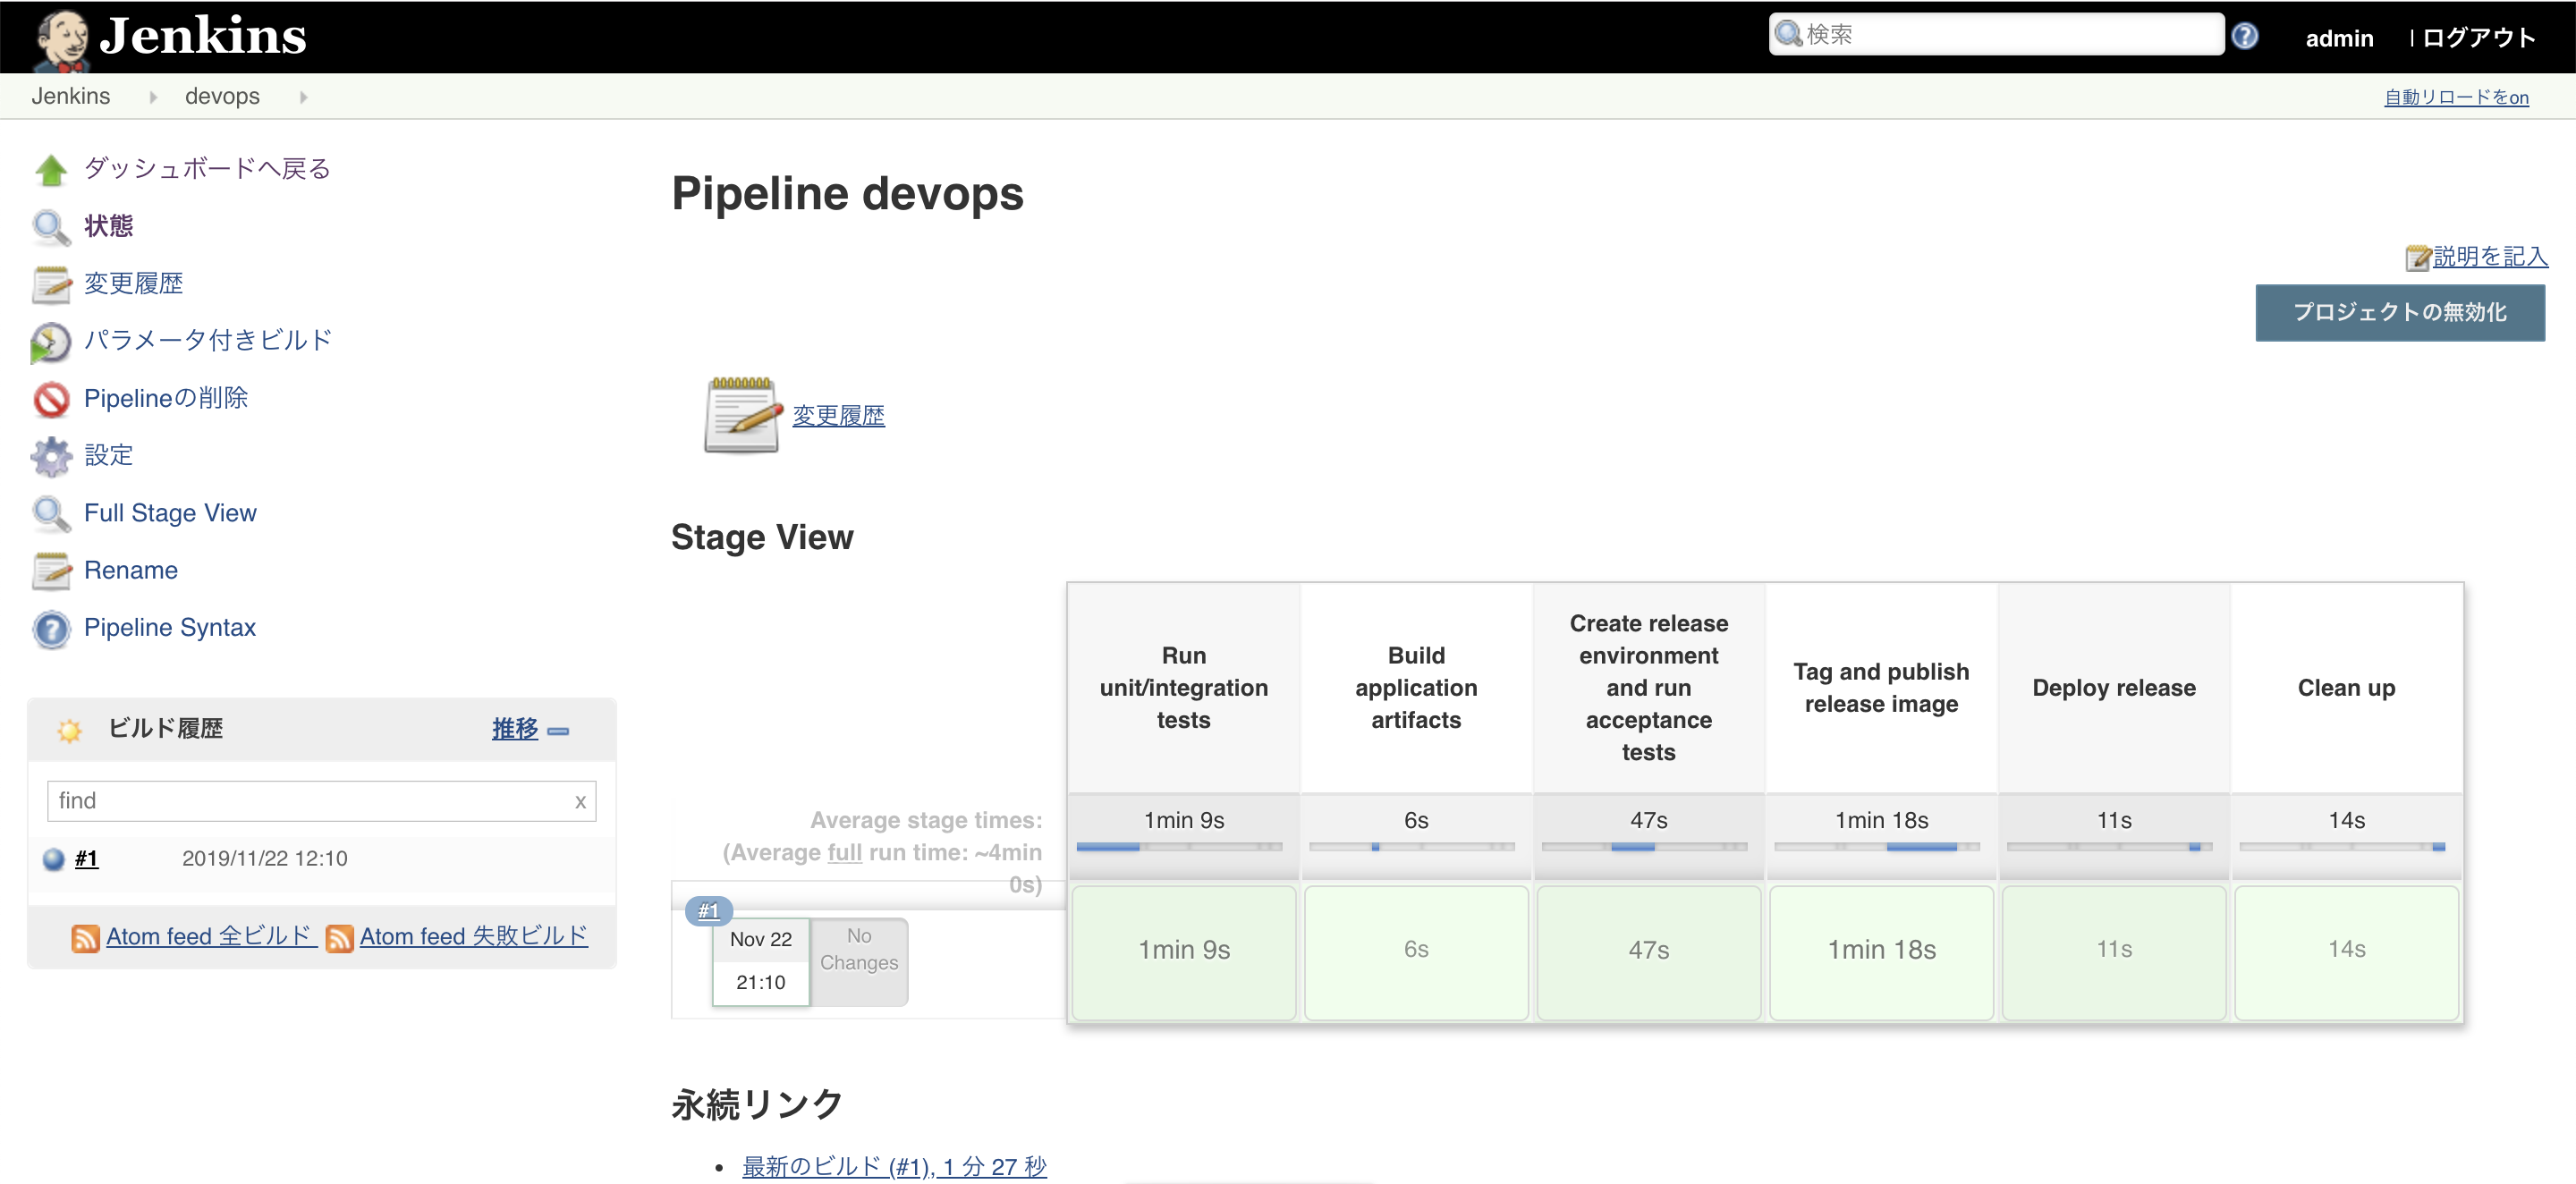 Jenkins
検索
admin
| ログアウト
Jenkins
devops
自動リロードをon
ダッシュボードへ戻る
状態
変更履歴
パラメータ付きビルド
Pipelineの削除
設定
Full Stage View
Rename
Pipeline Syntax
ビルド履歴
推移
find
x
#1
2019/11/22 12:10
Atom feed 全ビルド
Atom feed 失敗ビルド
Pipeline devops
説明を記入
プロジェクトの無効化
変更履歴
Stage View
Run
unit/integration
tests
Build
application
artifacts
Create release
environment
and run
acceptance
tests
Tag and publish
release image
Deploy release
Clean up
Average stage times:
(Average full run time: ~4min
0s)
1min 9s
6s
47s
1min 18s
11s
14s
#1
Nov 22
21:10
No
Changes
1min 9s
6s
47s
1min 18s
11s
14s
永続リンク
最新のビルド (#1), 1 分 27 秒